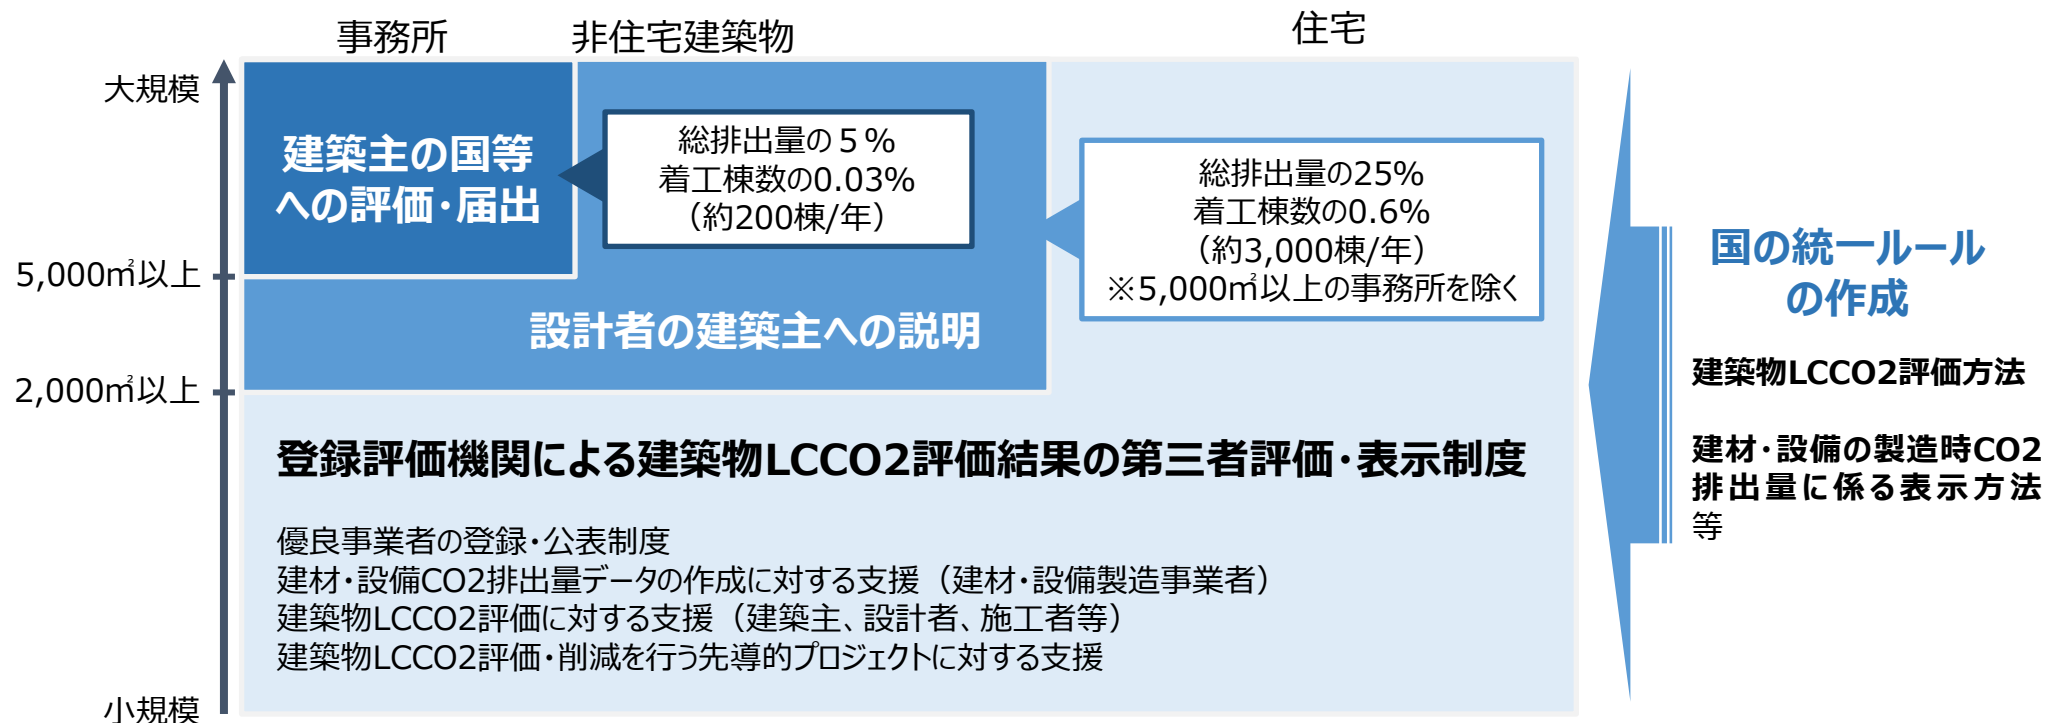 事務所
非住宅建築物
住宅
大規模
建築主の国等
への評価・届出
総排出量の５%
着工棟数の0.03%
（約200棟/年）
総排出量の25%
着工棟数の0.6%
（約3,000棟/年）
※5,000㎡以上の事務所を除く
5,000㎡以上
設計者の建築主への説明
2,000㎡以上
登録評価機関による建築物LCCO2評価結果の第三者評価・表示制度
優良事業者の登録・公表制度
建材・設備CO2排出量データの作成に対する支援（建材・設備製造事業者）
建築物LCCO2評価に対する支援（建築主、設計者、施工者等）
建築物LCCO2評価・削減を行う先導的プロジェクトに対する支援
小規模
国の統一ルール
の作成
建築物LCCO2評価方法
建材・設備の製造時CO2
排出量に係る表示方法
等